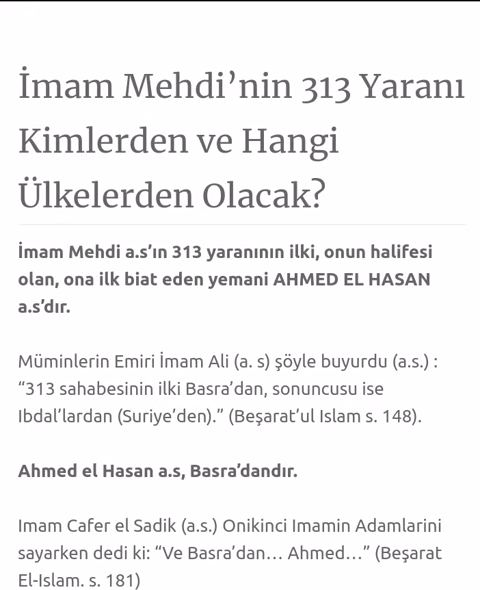 İmam Mehdi’nin 313 Yaranı
Kimlerden ve Hangi
Ülkelerden Olacak?
İmam Mehdi a.s’ın 313 yaranının ilki, onun halifesi
olan, ona ilk biat eden yemani AHMED EL HASAN
a.s’dır.
Müminlerin Emiri İmam Ali (a. s) şöyle buyurdu (a.s.) :
“313 sahabesinin ilki Basra’dan, sonuncusu ise
Ibdal’lardan (Suriye’den).” (Beşarat’ul Islam s. 148).
Ahmed el Hasan a.s, Basra’dandır.
Imam Cafer el Sadik (a.s.) Onikinci Imamin Adamlarini
sayarken dedi ki: “Ve Basra’dan… Ahmed…” (Beşarat
El-Islam. s. 181)